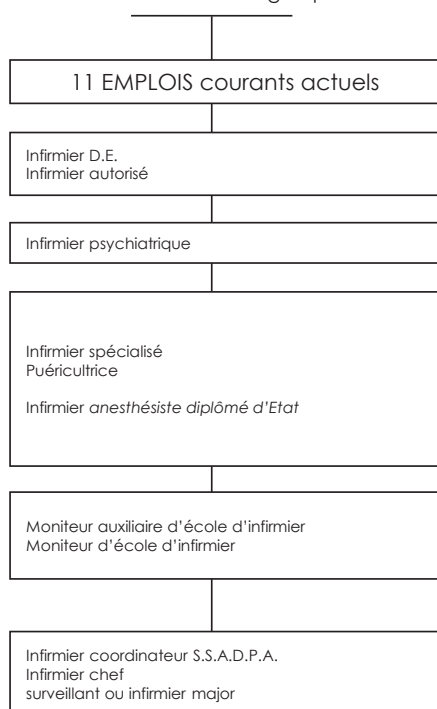 11 EMPLOIS courants actuels
Infirmier D.E.
Infirmier autorisé
Infirmier psychiatrique
Infirmier spécialisé
Puéricultrice
Infirmier anesthésiste diplômé d'Etat
Moniteur auxiliaire d'école d'infirmier
Moniteur d'école d'infirmier
Infirmier coordinateur S.S.A.D.P.A.
Infirmier chef
surveillant ou infirmier major